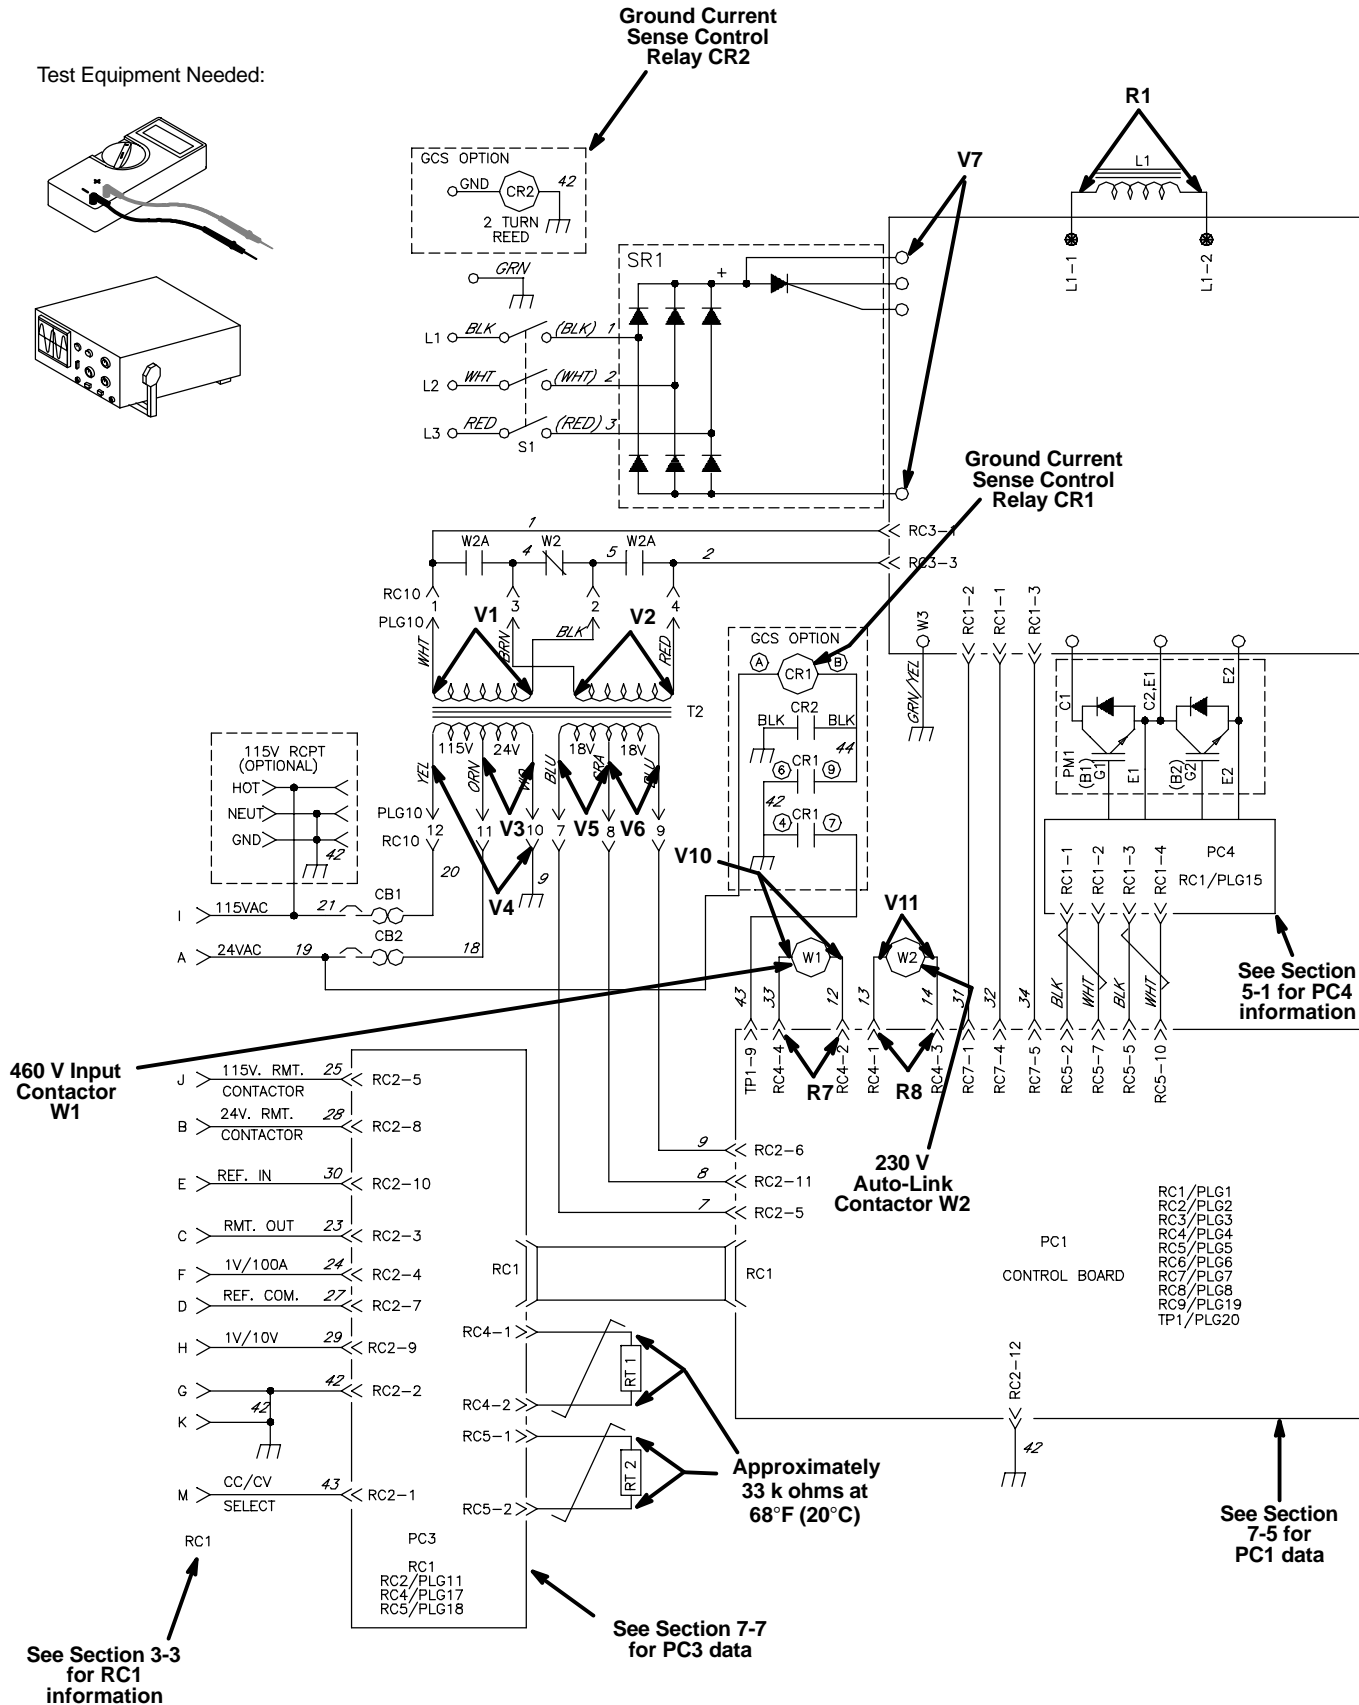 Ground Current
Sense Control
Relay CR2
Test Equipment Needed:
R1
L1
L1-1
L1-2
GCS OPTION
GND
CR2
42
2 TURN
REED
GRN
V7
SR1
+
L1 BLK (BLK) 1
L2 WHT (WHT) 2
L3 RED (RED) 3
S1
Ground Current
Sense Control
Relay CR1
1
RC3-1
W2A
4
W2
5
W2A
2
RC3-3
RC10
1
3
2
4
PLG10
V1
V2
WHT
BRN
BLK
RED
T2
115V
24V
18V
18V
YEL
ORN
BLU
PLG10
12
11
V3
10
7
V5
8
V6
9
RC10
20
9
V4
GCS OPTION
A
CR1
B
CR2
BLK
BLK
44
6
CR1
9
42
4
CR1
7
W3
GRN/YEL
RC1-2
RC1-1
RC1-3
C1
C2,E1
E2
PM1
(B1)
G1
E1
(B2)
G2
E2
PC4
RC1/PLG15
RC1-1
RC1-2
RC1-3
RC1-4
115V RCPT
(OPTIONAL)
HOT
NEUT
GND
42
I 115VAC 21 CB1
A 24VAC 19 CB2 18
V10
V11
W1
W2
43
33
12
13
14
31
32
34
BLK
WHT
BLK
WHT
See Section
5-1 for PC4
information
TP1-9
RC4-4
RC4-2
RC4-1
RC4-3
RC7-1
RC7-4
RC7-5
RC5-2
RC5-7
RC5-5
RC5-10
R7
R8
460 V Input
Contactor
W1
J 115V. RMT. CONTACTOR 25 RC2-5
B 24V. RMT. CONTACTOR 28 RC2-8
E REF. IN 30 RC2-10
C RMT. OUT 23 RC2-3
F 1V/100A 24 RC2-4
D REF. COM. 27 RC2-7
H 1V/10V 29 RC2-9
G 42 RC2-2
K 42
M CC/CV SELECT 43 RC2-1
9 RC2-6
8 RC2-11
7 RC2-5
230 V
Auto-Link
Contactor W2
RC1
RC1
PC1
CONTROL BOARD
RC1/PLG1
RC2/PLG2
RC3/PLG3
RC4/PLG4
RC5/PLG5
RC6/PLG6
RC7/PLG7
RC8/PLG8
RC9/PLG19
TP1/PLG20
RC4-1
RT 1
RC4-2
RC5-1
RT 2
RC5-2
RC2-12
42
Approximately
33 k ohms at
68°F (20°C)
RC1
PC3
RC1
RC2/PLG11
RC4/PLG17
RC5/PLG18
See Section
7-5 for
PC1 data
See Section 7-7
for PC3 data
See Section 3-3
for RC1
information